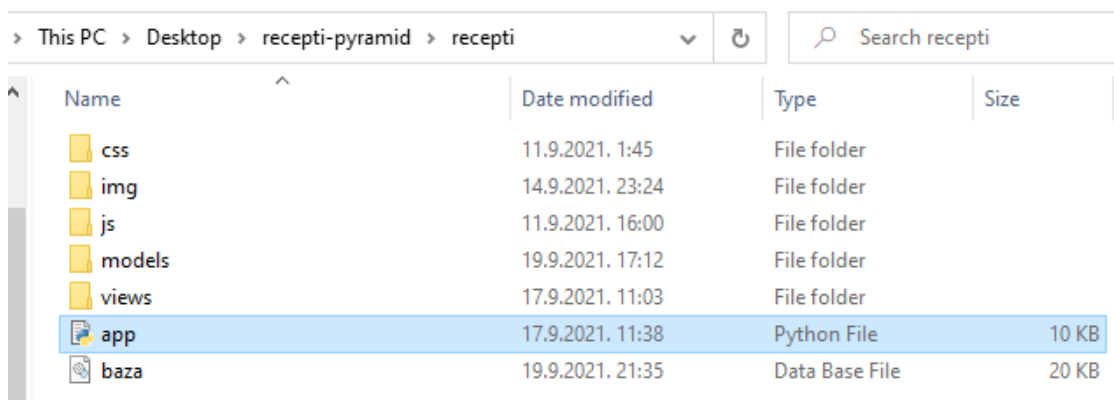 This PC > Desktop > recepti-pyramid > recepti Search recepti
Name Date modified Type Size
css 11.9.2021. 1:45 File folder
img 14.9.2021. 23:24 File folder
js 11.9.2021. 16:00 File folder
models 19.9.2021. 17:12 File folder
views 17.9.2021. 11:03 File folder
app 17.9.2021. 11:38 Python File 10 KB
baza 19.9.2021. 21:35 Data Base File 20 KB